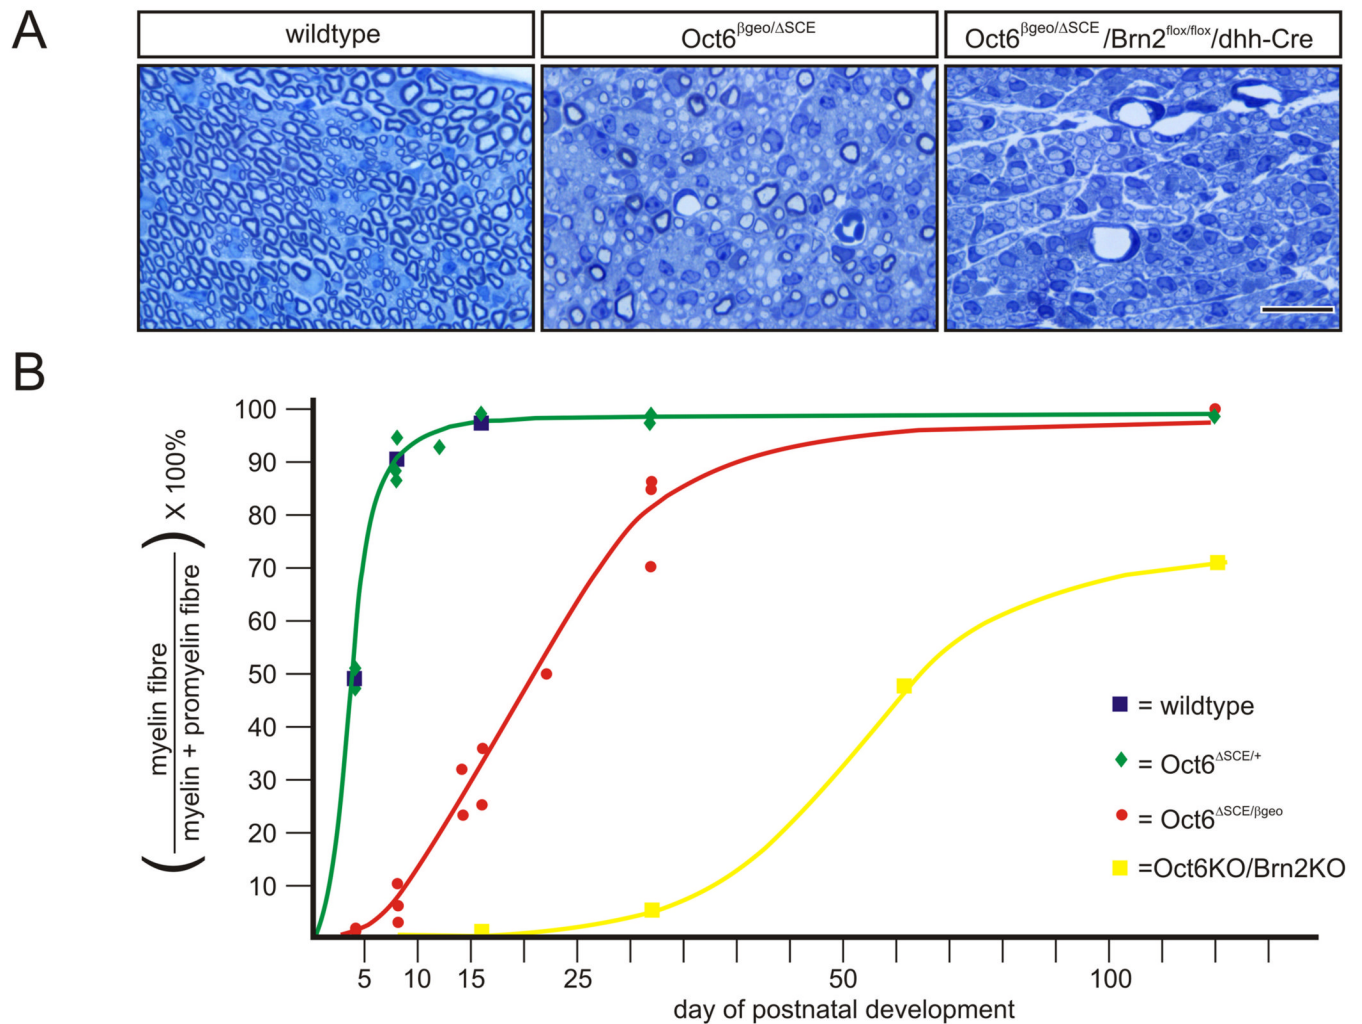 A
wildtype
Oct6βgeo/ΔSCE
Oct6βgeo/ΔSCE/Brn2flox/flox/dhh-Cre
B
100
90
80
70
60
50
40
30
20
10
(myelin fibre
myelin + promyelin fibre) X 100%
5 10 15 25 50 100
day of postnatal development
= wildtype
= Oct6ΔSCE/+
= Oct6ΔSCE/βgeo
=Oct6KO/Brn2KO